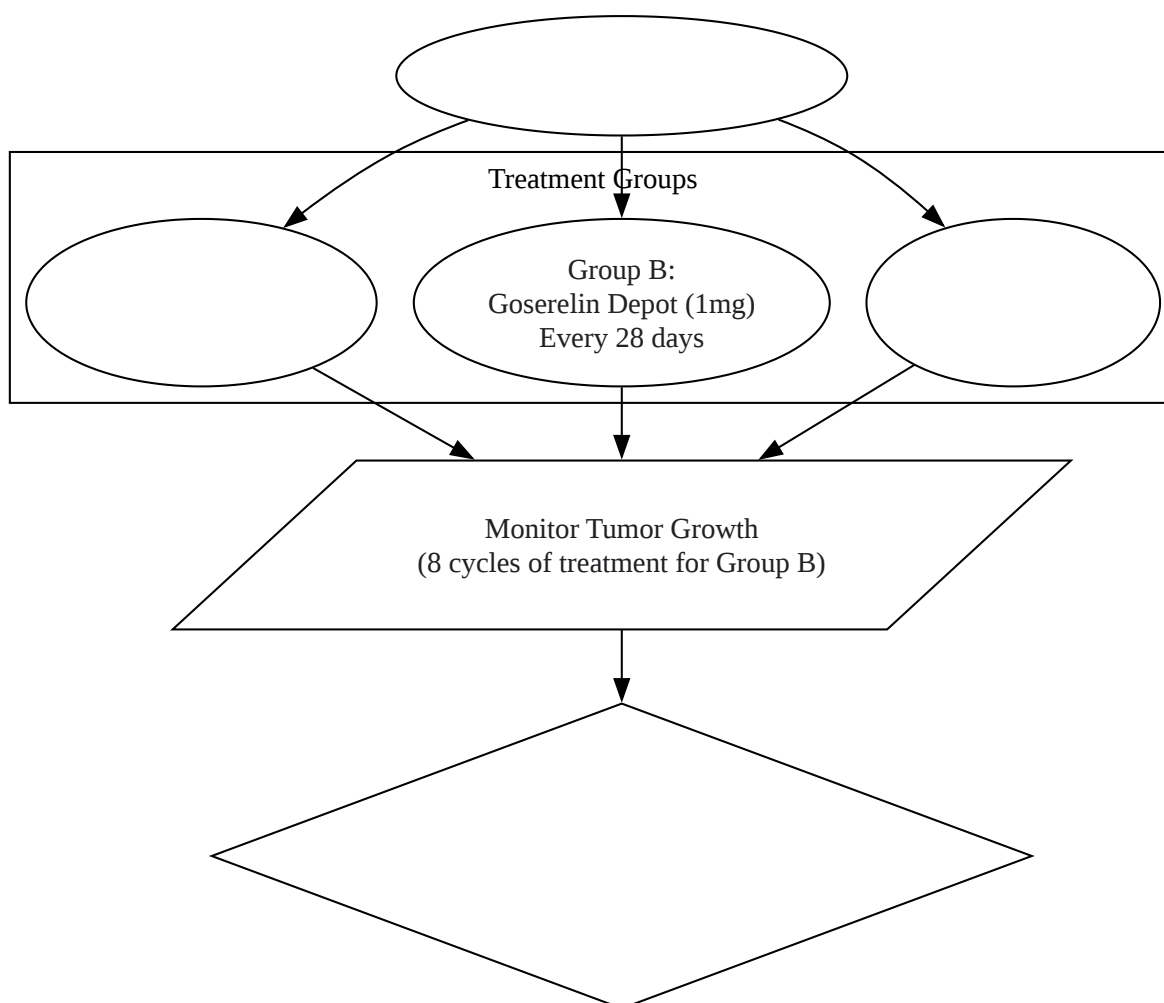 Treatment Groups
Group B:
Goserelin Depot (1mg)
Every 28 days
Monitor Tumor Growth
(8 cycles of treatment for Group B)